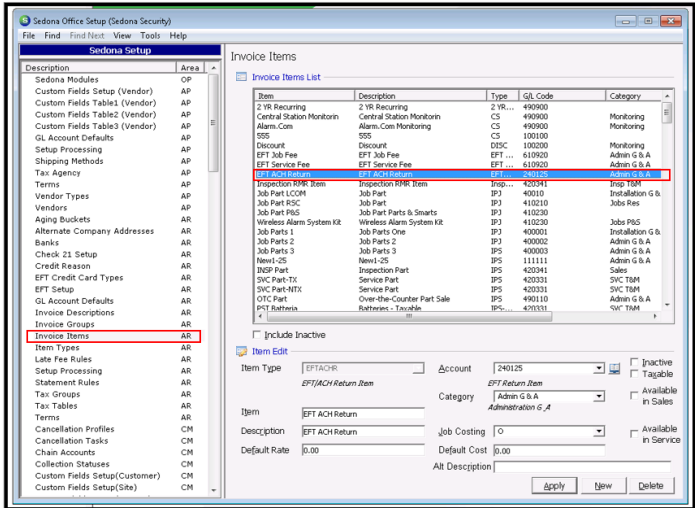 Sedona Office Setup (Sedona Security)
File Find Find Next View Tools Help
Sedona Setup
Description Area
Sedona Modules OP
Custom Fields Setup (Vendor) AP
Custom Fields Table1 (Vendor) AP
Custom Fields Table2 (Vendor) AP
Custom Fields Table3 (Vendor) AP
GL Account Defaults AP
Setup Processing AP
Shipping Methods AP
Tax Agency AP
Terms AP
Vendor Types AP
Vendors AP
Aging Buckets AR
Alternate Company Addresses AR
Banks AR
Check 21 Setup AR
Credit Reason AR
EFT Credit Card Types AR
EFT Setup AR
GL Account Defaults AR
Invoice Descriptions AR
Invoice Groups AR
Invoice Items AR
Item Types AR
Late Fee Rules AR
Setup Processing AR
Statement Rules AR
Tax Groups AR
Tax Tables AR
Terms AR
Cancellation Profiles CM
Cancellation Tasks CM
Chain Accounts CM
Collection Statuses CM
Custom Fields Setup(Customer) CM
Custom Fields Setup(Site) CM
Invoice Items
Invoice Items List
Item Description Type G/L Code Category
2 YR Recurring 2 YR Recurring 2 YR... 490900
Central Station Monitorin Central Station Monitorin CS 490900 Monitoring
Alarm.Com Alarm.Com Monitoring CS 490900 Monitoring
555 555 CS 100100
Discount Discount DISC 100200 Monitoring
EFT Job Fee EFT Job Fee EFT ... 610920 Admin G & A
EFT Service Fee EFT Service Fee EFT ... 610920 Admin G & A
EFT ACH Return EFT ACH Return EFT... 240125 Admin G & A
Inspection RMR Item Inspection RMR Item Insp... 420341 Insp T&M
Job Part LCOM Job Part IPJ 40010 Installation G &
Job Part RSC Job Part IPJ 410210 Jobs Res
Job Part P&S Job Part Parts & Smarts IPJ 410230
Wireless Alarm System Kit Wireless Alarm System Kit IPJ 410230 Jobs P&S
Job Parts 1 Job Parts One IPJ 400001 Installation G &
Job Parts 2 Job Parts 2 IPJ 400002 Admin G & A
Job Parts 3 Job Parts 3 IPJ 400003 Admin G & A
New1-25 New1-25 IPJ 111111 Admin G & A
INSP Part Inspection Part IPS 420341 Sales
SVC Part-TX Service Part IPS 420331 SVC T&M
SVC Part-NTX Service Part IPS 420331 SVC T&M
OTC Part Over-the-Counter Part Sale IPS 490110 Admin G & A
PST Batteria Batteries - Taxable IPS-... 420331 SVC T&M
Include Inactive
Item Edit
Item Type EFTACHR ... Account 240125 Inactive
Taxable
EFT/ACH Return Item EFT Return Item
Category Admin G & A Available in Sales
Administration G _A
Item EFT ACH Return
Description EFT ACH Return Job Costing O Available in Service
Default Rate 0.00 Default Cost 0.00
Alt Description
Apply New Delete